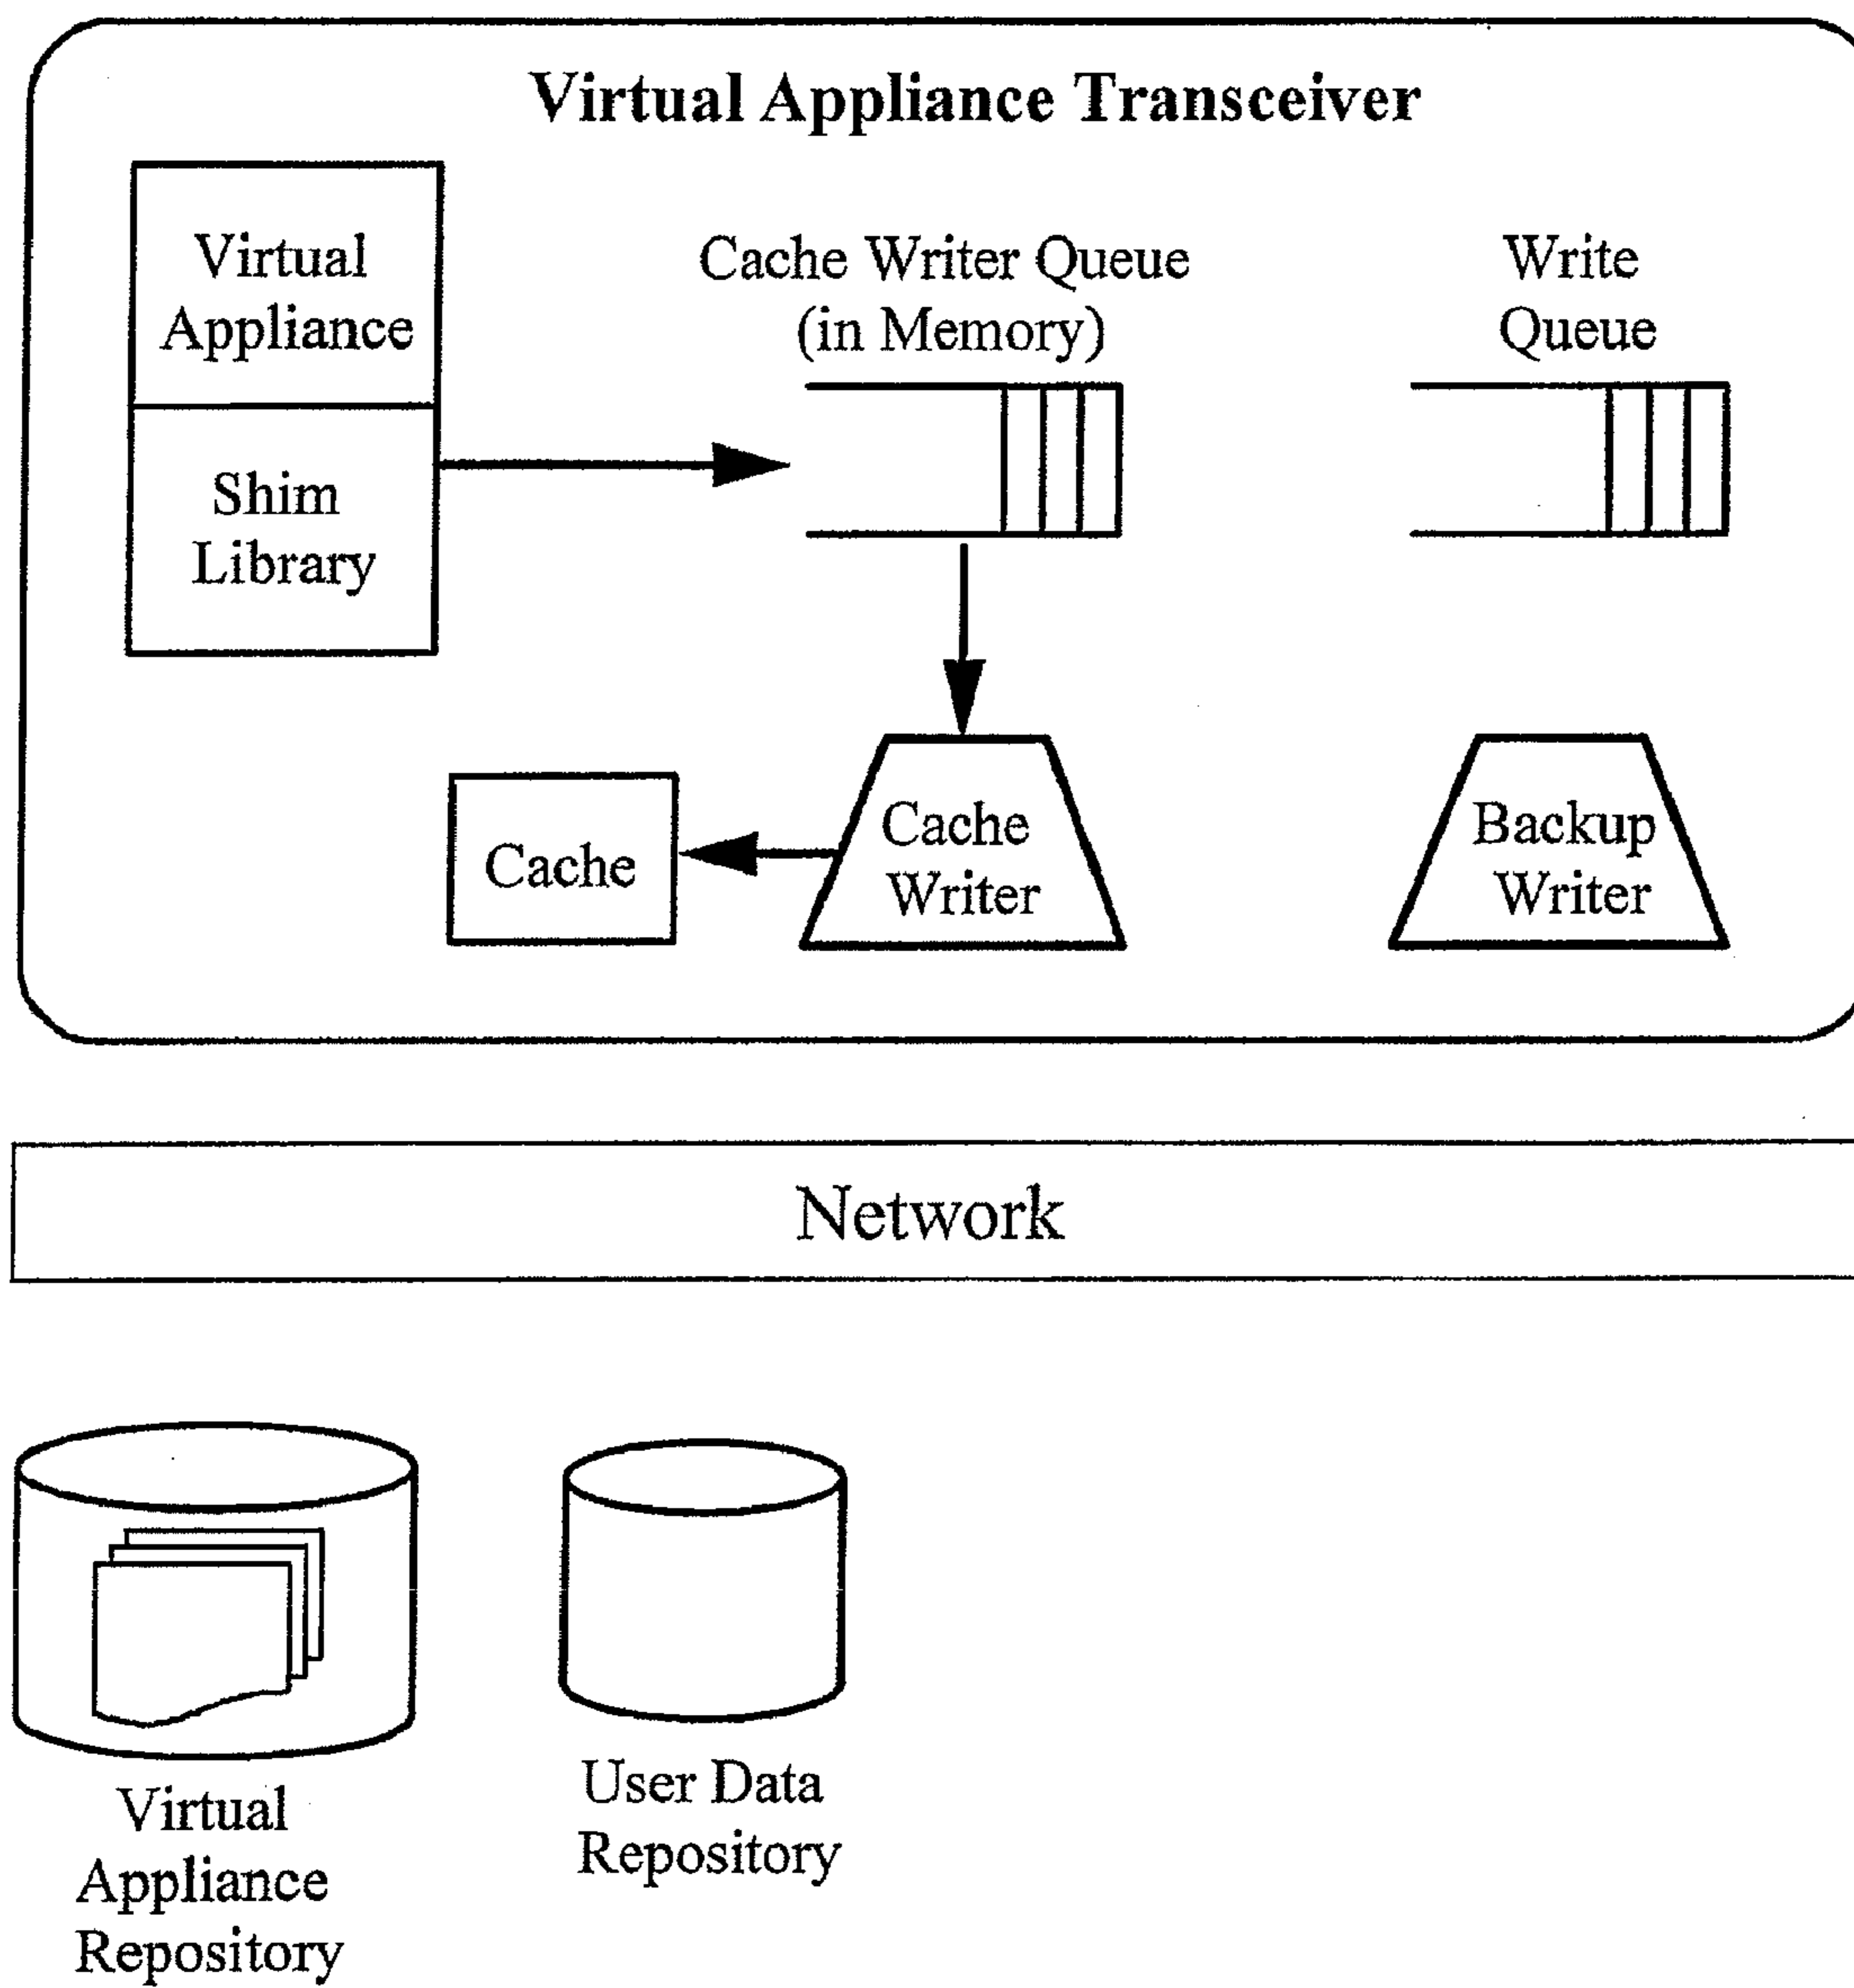 Virtual Appliance Transceiver
Virtual
Appliance
Shim
Library
Cache Writer Queue
(in Memory)
Write
Queue
Cache
Cache
Writer
Backup
Writer
Network
Virtual
Appliance
Repository
User Data
Repository